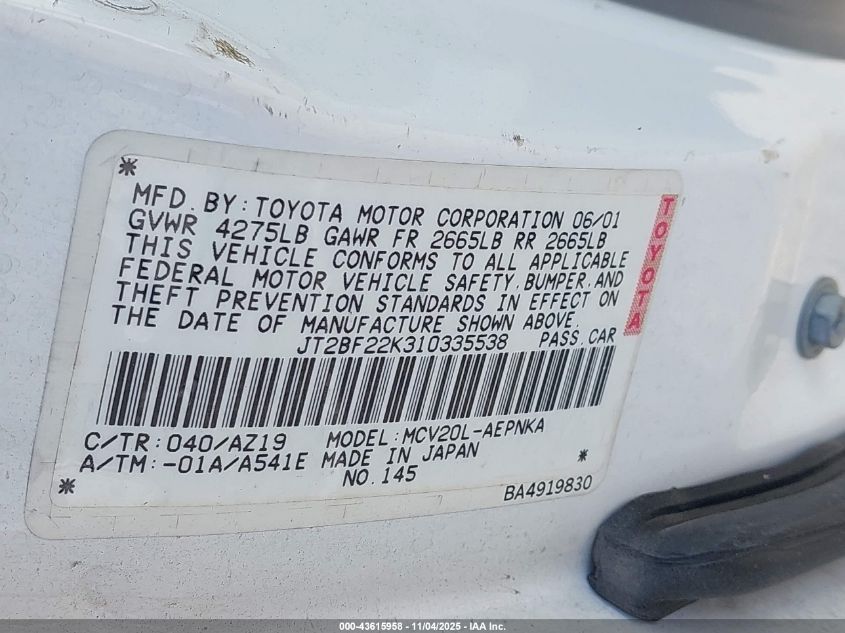 MFD. BY: TOYOTA MOTOR CORPORATION 06/01
GVWR 4275LB GAWR FR 2665LB RR 2665LB
THIS VEHICLE CONFORMS TO ALL APPLICABLE
FEDERAL MOTOR VEHICLE SAFETY, BUMPER, AND
THEFT PREVENTION STANDARDS IN EFFECT ON
THE DATE OF MANUFACTURE SHOWN ABOVE.
JT2BF22K310335538 PASS. CAR
TOYOTA
C/TR: 040/AZ19 MODEL: MCV20L-AEPNKA
A/TM: -01A/A541E MADE IN JAPAN
NO. 145
BA4919830
000-43615958 - 11/04/2025 - IAA Inc.